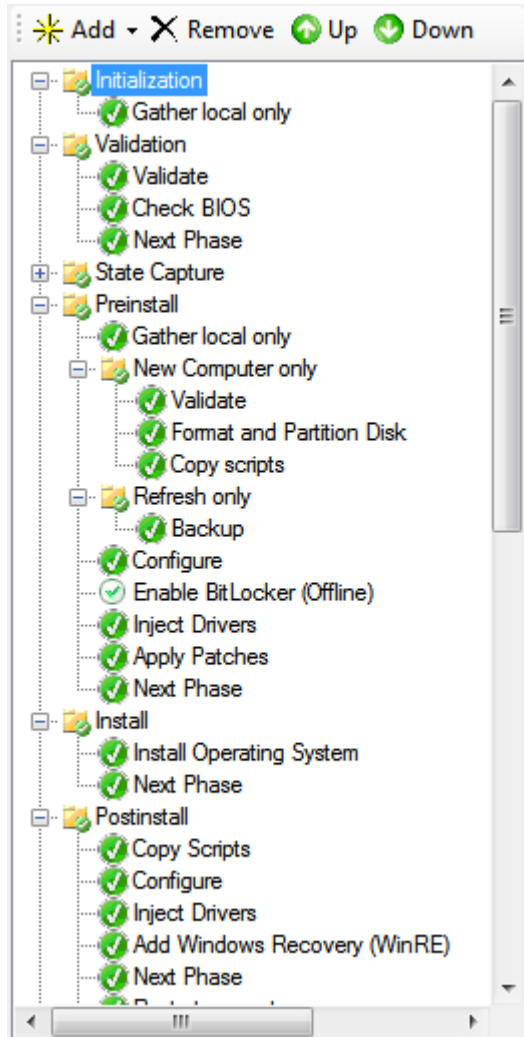 Add Remove Up Down
Initialization
Gather local only
Validation
Validate
Check BIOS
Next Phase
State Capture
Preinstall
Gather local only
New Computer only
Validate
Format and Partition Disk
Copy scripts
Refresh only
Backup
Configure
Enable BitLocker (Offline)
Inject Drivers
Apply Patches
Next Phase
Install
Install Operating System
Next Phase
Postinstall
Copy Scripts
Configure
Inject Drivers
Add Windows Recovery (WinRE)
Next Phase